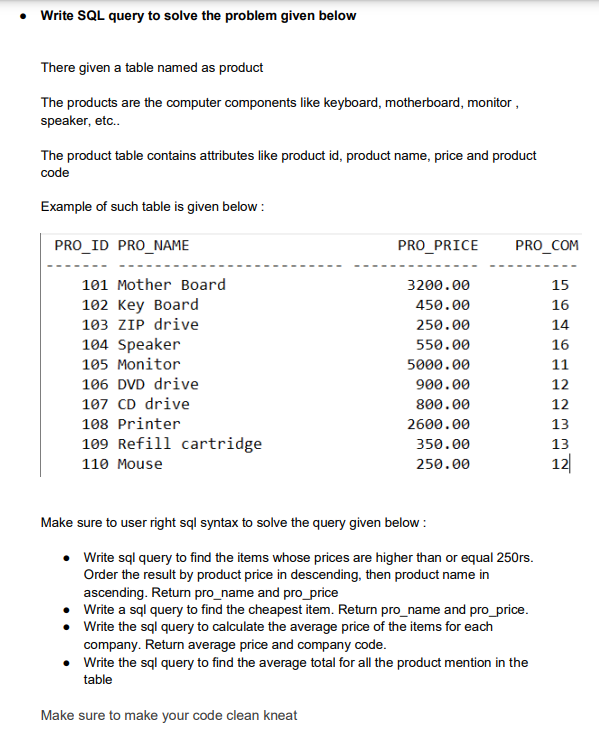 • Write SQL query to solve the problem given below
There given a table named as product
The products are the computer components like keyboard, motherboard, monitor ,
speaker, etc..
The product table contains attributes like product id, product name, price and product
code
Example of such table is given below :
PRO_ID PRO_NAME PRO_PRICE PRO_COM
------- ------------------------- -------------- ----------
101 Mother Board 3200.00 15
102 Key Board 450.00 16
103 ZIP drive 250.00 14
104 Speaker 550.00 16
105 Monitor 5000.00 11
106 DVD drive 900.00 12
107 CD drive 800.00 12
108 Printer 2600.00 13
109 Refill cartridge 350.00 13
110 Mouse 250.00 12
Make sure to user right sql syntax to solve the query given below :
• Write sql query to find the items whose prices are higher than or equal 250rs.
Order the result by product price in descending, then product name in
ascending. Return pro_name and pro_price
• Write a sql query to find the cheapest item. Return pro_name and pro_price.
• Write the sql query to calculate the average price of the items for each
company. Return average price and company code.
• Write the sql query to find the average total for all the product mention in the
table
Make sure to make your code clean kneat